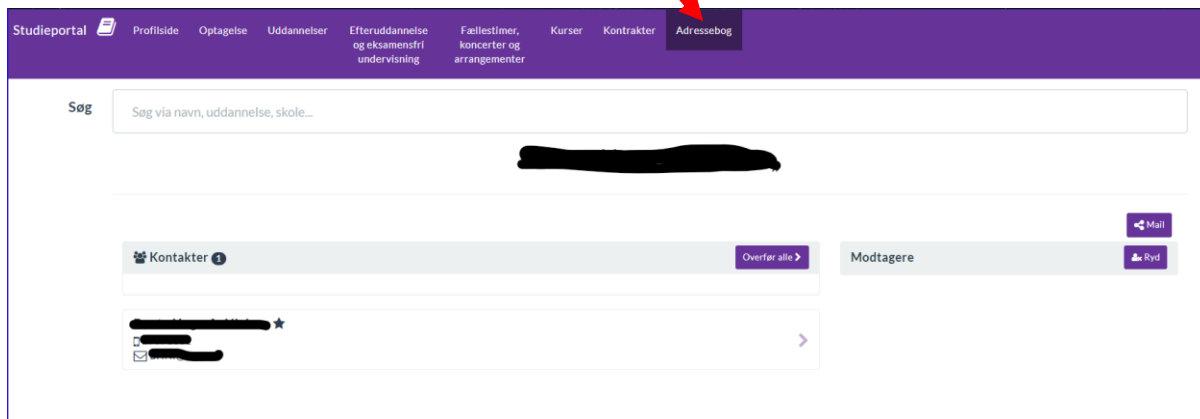 Studieportal
Profilside
Optagelse
Uddannelser
Efteruddannelse
og eksamensfri
undervisning
Fællestimer,
koncerter og
arrangementer
Kurser
Kontrakter
Adressebog
Søg
Søg via navn, uddannelse, skole...
Mail
Kontakter 1
Overfør alle
Modtagere
Ryd